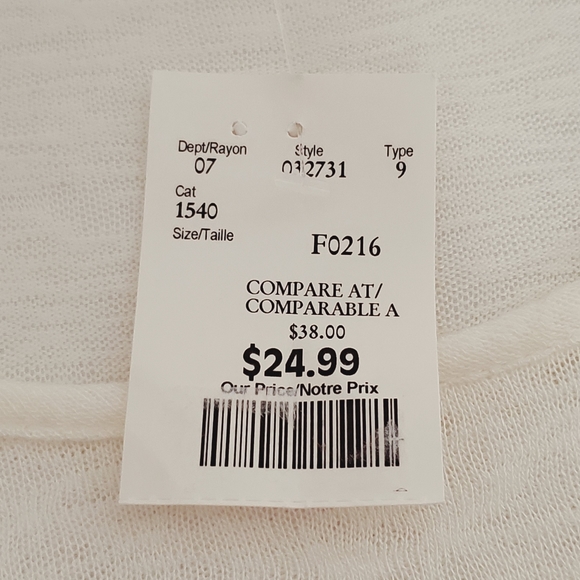 Dept/Rayon Style Type
07 032731 9
Cat
1540
Size/Taille
F0216
COMPARE AT/
COMPARABLE A
$38.00
$24.99
Our Price/Notre Prix